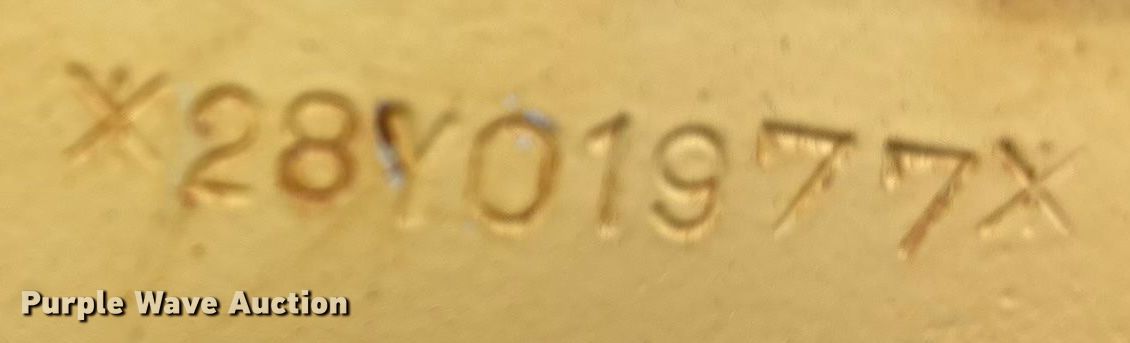 ※28Y01977※
Purple Wave Auction